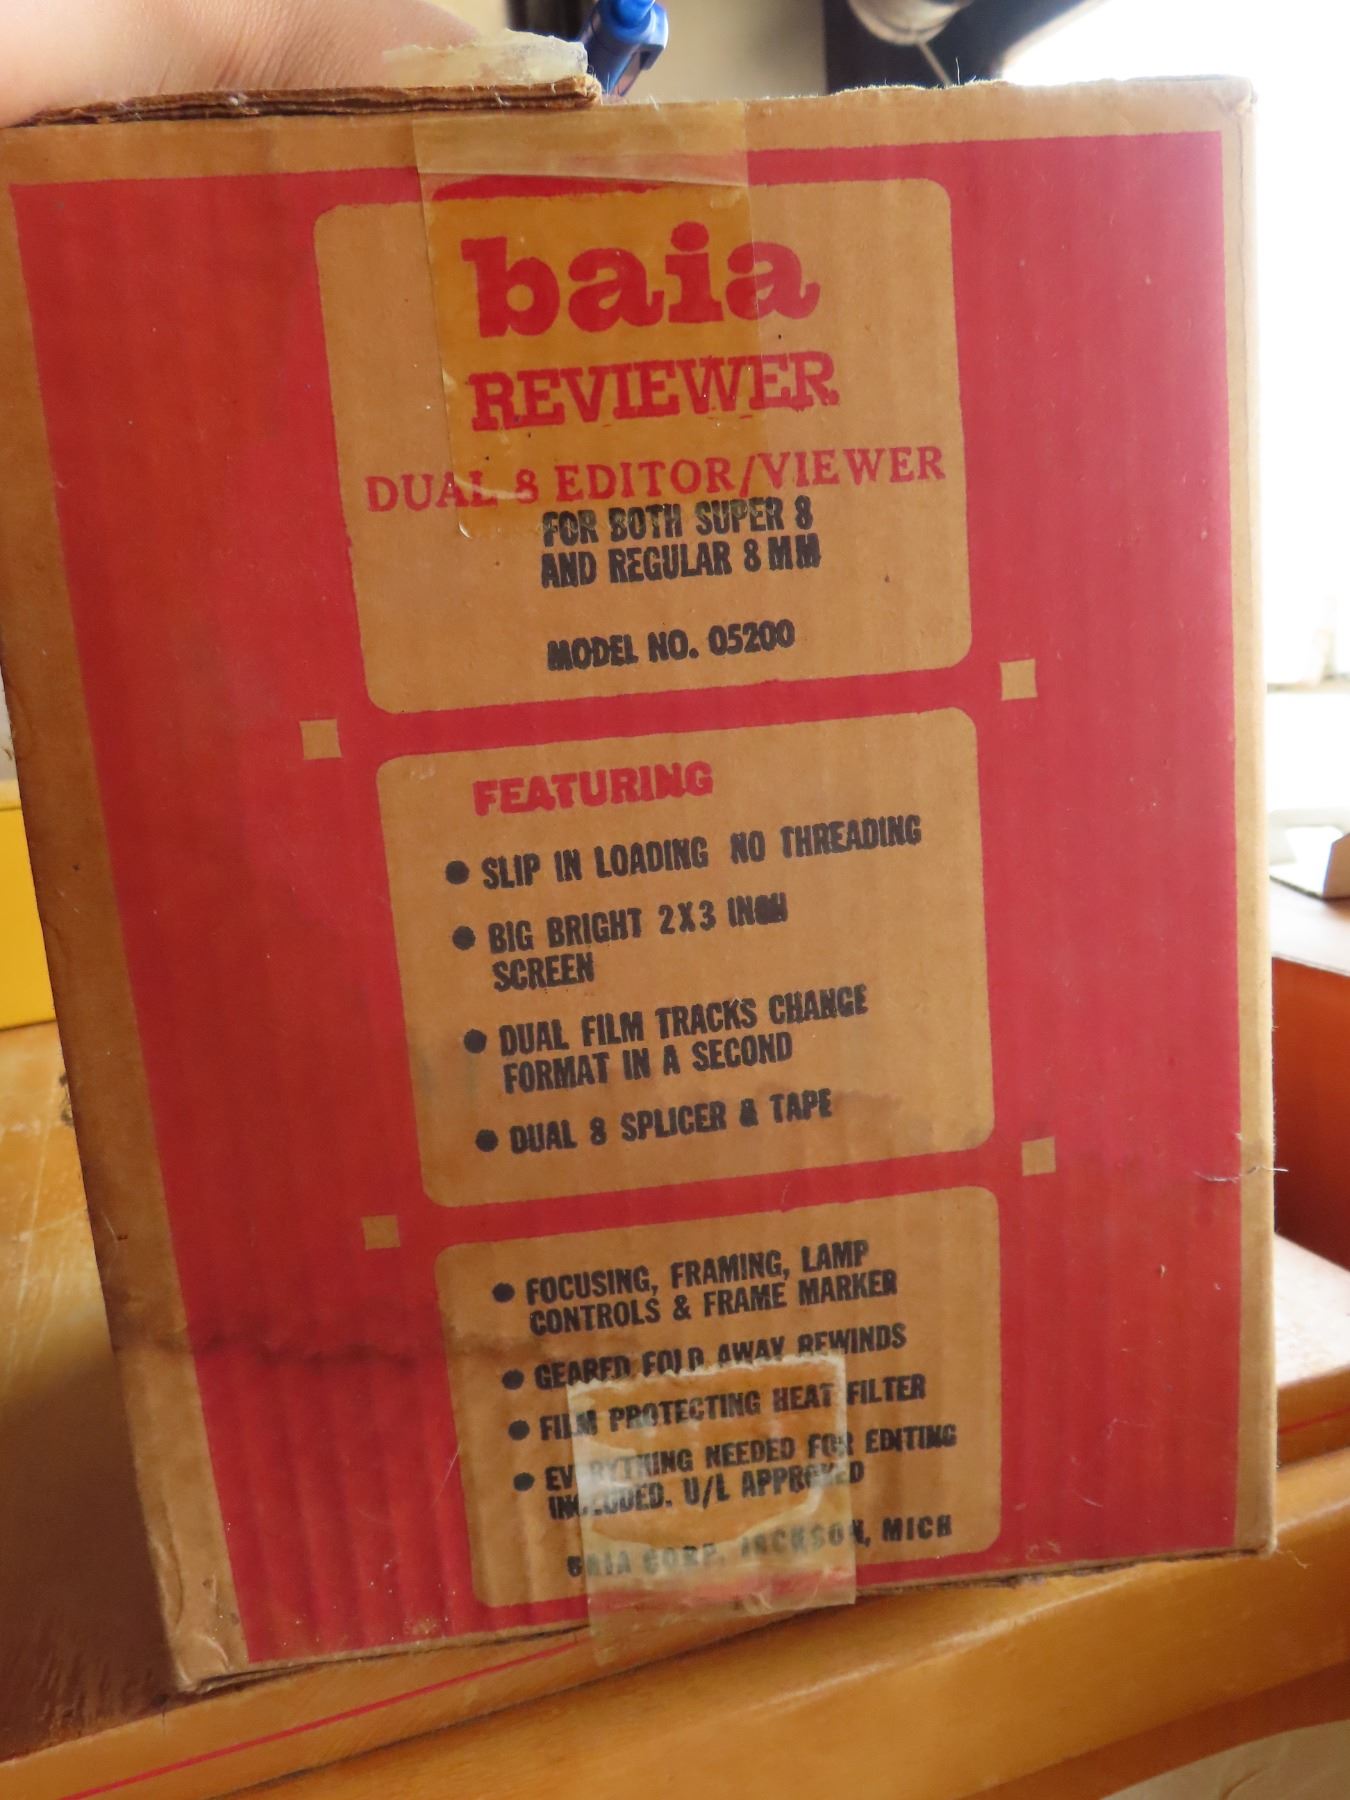 baia
REVIEWER
DUAL 8 EDITOR/VIEWER
FOR BOTH SUPER 8
AND REGULAR 8 MM
MODEL NO. 05200
FEATURING
● SLIP IN LOADING NO THREADING
● BIG BRIGHT 2X3 INCH
SCREEN
● DUAL FILM TRACKS CHANGE
FORMAT IN A SECOND
● DUAL 8 SPLICER & TAPE
● FOCUSING, FRAMING, LAMP
CONTROLS & FRAME MARKER
● GEARED FOLD AWAY REWINDS
● FILM PROTECTING HEAT FILTER
● EVERYTHING NEEDED FOR EDITING
INCLUDED. U/L APPROVED
BAIA CORP. JACKSON, MICH